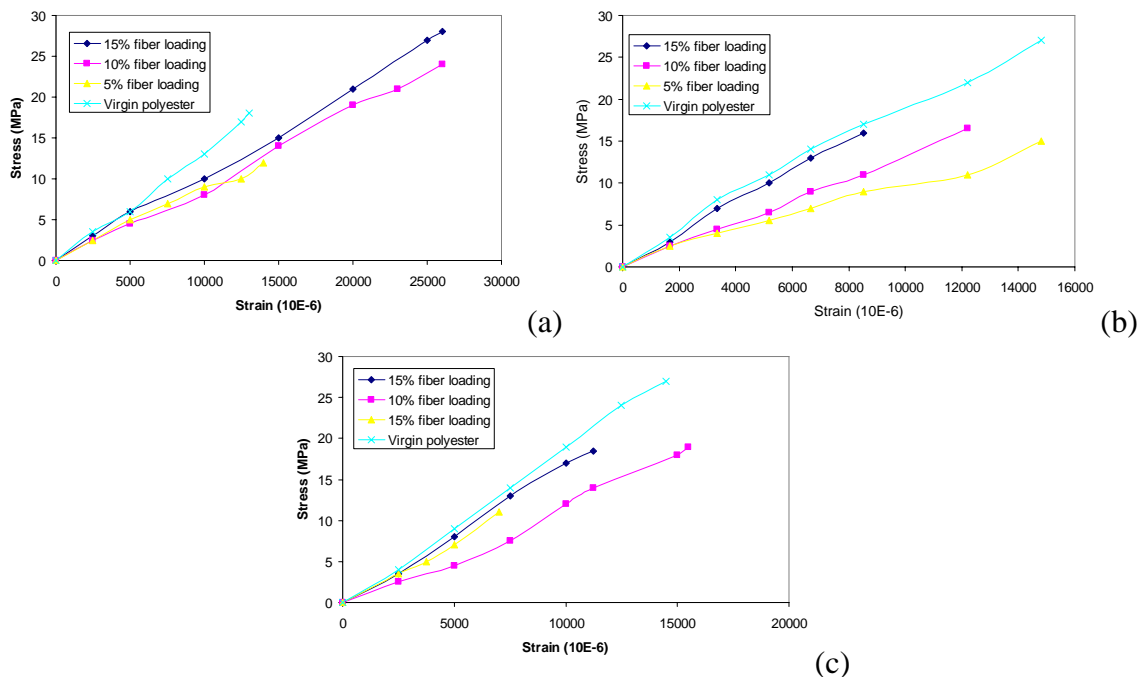 30
25
20
15
10
5
0
Stress (MPa)
15% fiber loading
10% fiber loading
5% fiber loading
Virgin polyester
0 5000 10000 15000 20000 25000 30000
Strain (10E-6)
(a)
30
25
20
15
10
5
0
Stress (MPa)
15% fiber loading
10% fiber loading
5% fiber loading
Virgin polyester
0 2000 4000 6000 8000 10000 12000 14000 16000
Strain (10E-6)
(b)
30
25
20
15
10
5
0
Stress (MPa)
15% fiber loading
10% fiber loading
15% fiber loading
Virgin polyester
0 5000 10000 15000 20000
Strain (10E-6)
(c)